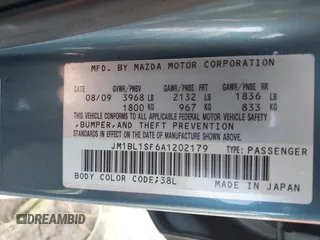 MFD. BY MAZDA MOTOR CORPORATION
DATE GVWR/PNBV GAWR/PNBE FRT GAWR/PNBE RR
08/09 3968 LB 2132 LB 1836 LB
1800 KG 967 KG 833 KG
THIS VEHICLE CONFORMS TO ALL APPLICABLE
FEDERAL MOTOR VEHICLE SAFETY
, BUMPER, AND THEFT PREVENTION
STANDARDS IN EFFECT ON THE DATE OF MANUFACTURE SHOWN ABOVE.
JM1BL1SF6A1202179 TYPE: PASSENGER
BODY COLOR CODE: 38L MADE IN JAPAN
DREAMBID